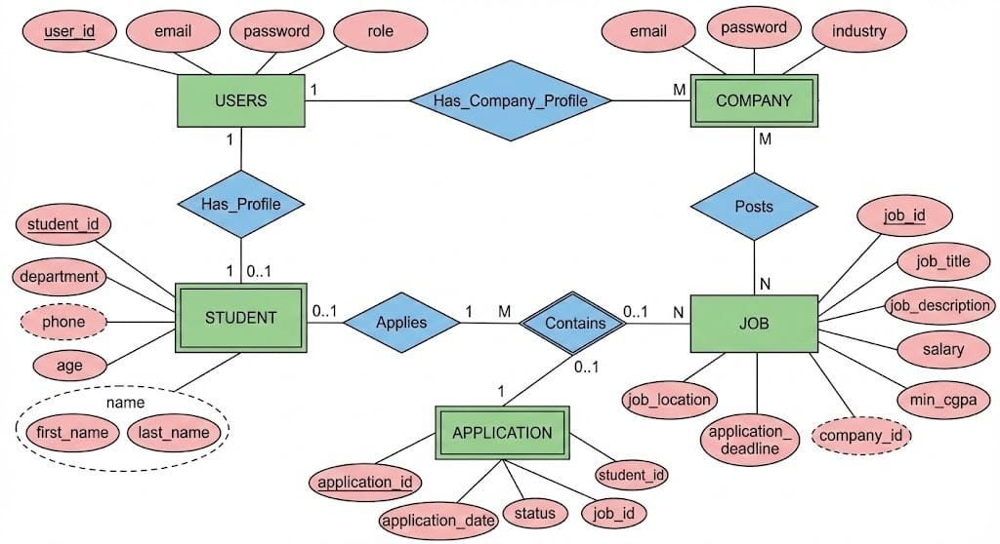 user_id
email
password
role
email
password
industry
USERS
1
Has_Company_Profile
M
COMPANY
1
M
Has_Profile
Posts
student_id
job_id
department
1
0..1
job_title
N
phone
STUDENT
0..1
Applies
1
M
Contains
0..1
N
JOB
job_description
age
salary
0..1
name
first_name
last_name
1
job_location
min_cgpa
APPLICATION
application_
deadline
company_id
application_id
student_id
application_date
status
job_id